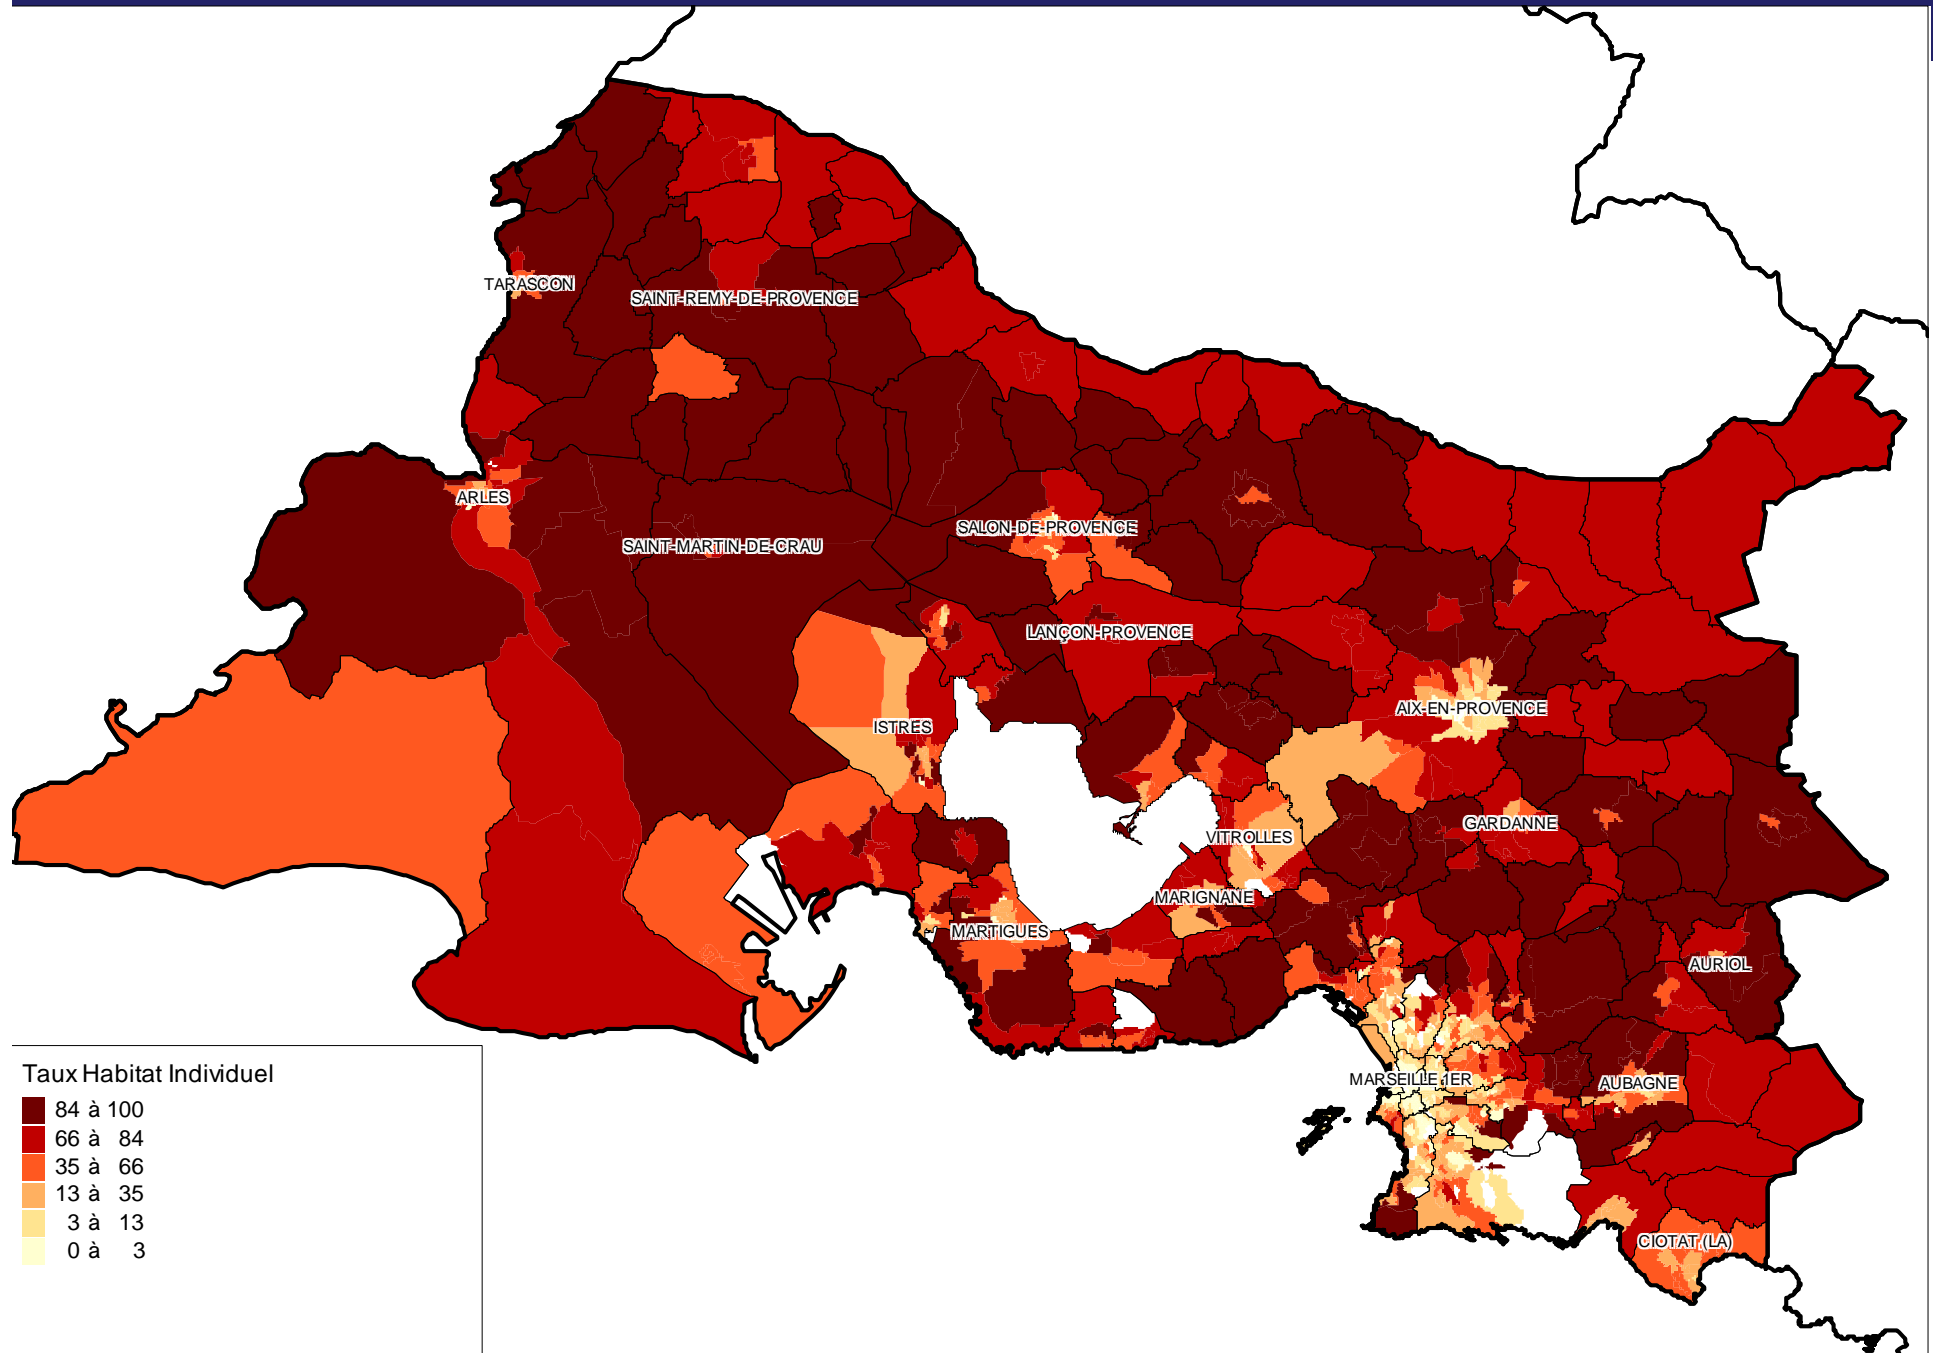 TARASCON
SAINT-REMY-DE-PROVENCE
ARLES
SALON-DE-PROVENCE
SAINT-MARTIN-DE-CRAU
LANÇON-PROVENCE
AIX-EN-PROVENCE
ISTRES
GARDANNE
VITROLLES
MARIGNANE
MARTIGUES
AURIOL
MARSEILLE 1ER
AUBAGNE
CIOTAT (LA)
Taux Habitat Individuel
84 à 100
66 à 84
35 à 66
13 à 35
3 à 13
0 à 3